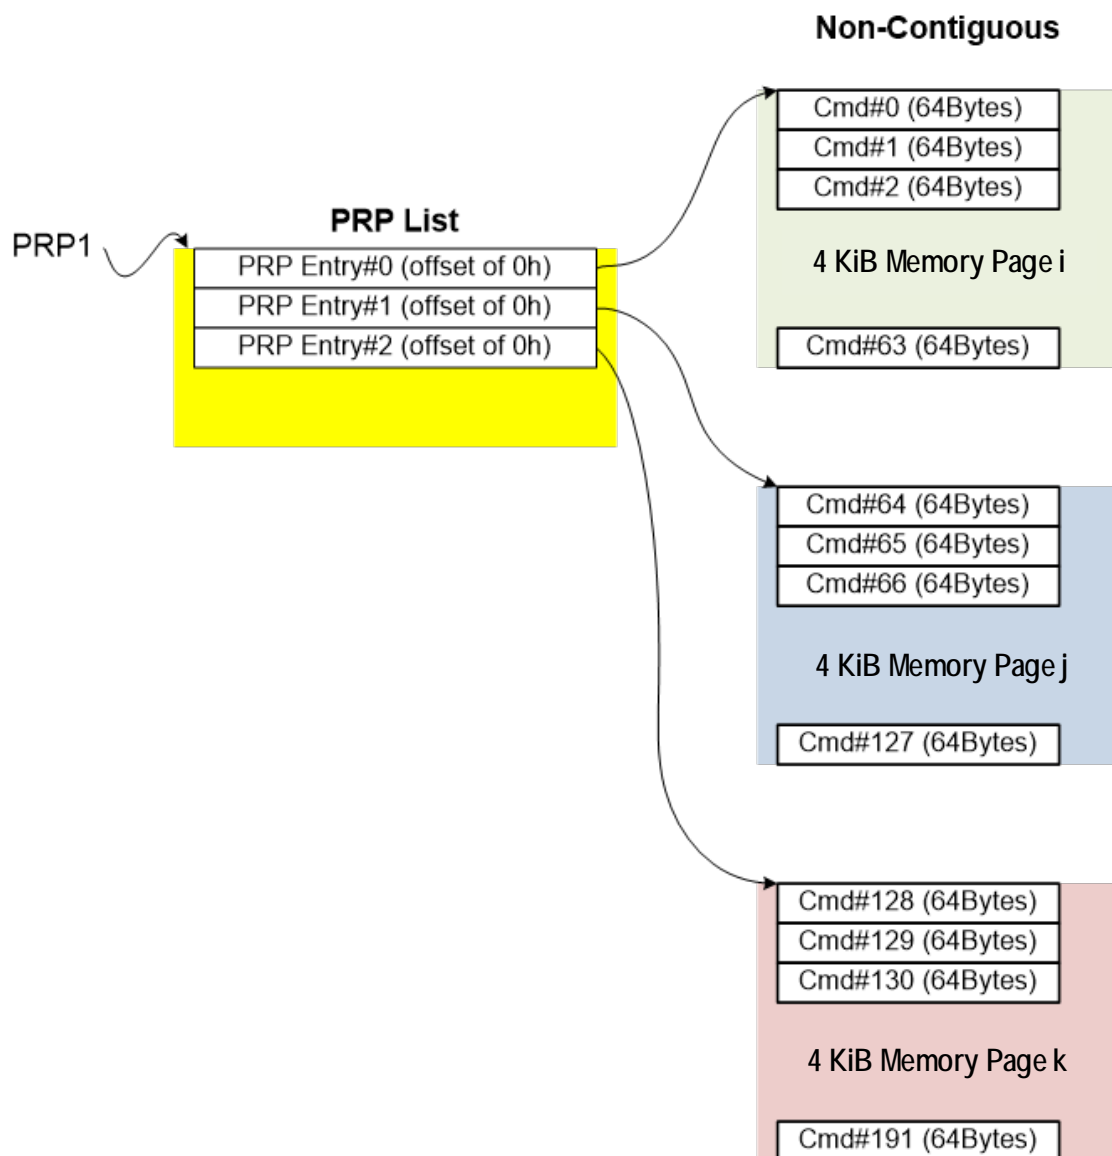 Non-Contiguous
Cmd#0 (64Bytes)
Cmd#1 (64Bytes)
Cmd#2 (64Bytes)
4 KiB Memory Page i
Cmd#63 (64Bytes)
PRP1
PRP List
PRP Entry#0 (offset of 0h)
PRP Entry#1 (offset of 0h)
PRP Entry#2 (offset of 0h)
Cmd#64 (64Bytes)
Cmd#65 (64Bytes)
Cmd#66 (64Bytes)
4 KiB Memory Page j
Cmd#127 (64Bytes)
Cmd#128 (64Bytes)
Cmd#129 (64Bytes)
Cmd#130 (64Bytes)
4 KiB Memory Page k
Cmd#191 (64Bytes)